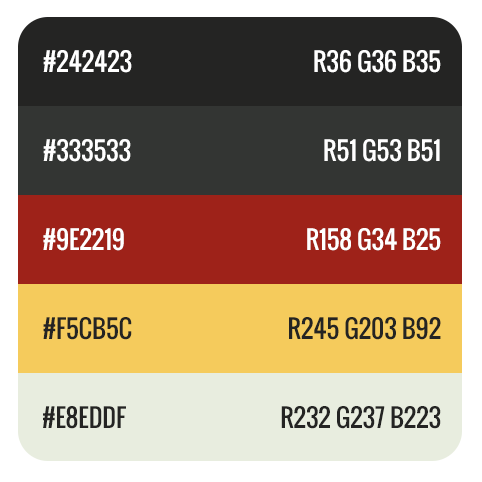 #242423 R36 G36 B35
#333533 R51 G53 B51
#9E2219 R158 G34 B25
#F5CB5C R245 G203 B92
#E8EDDF R232 G237 B223